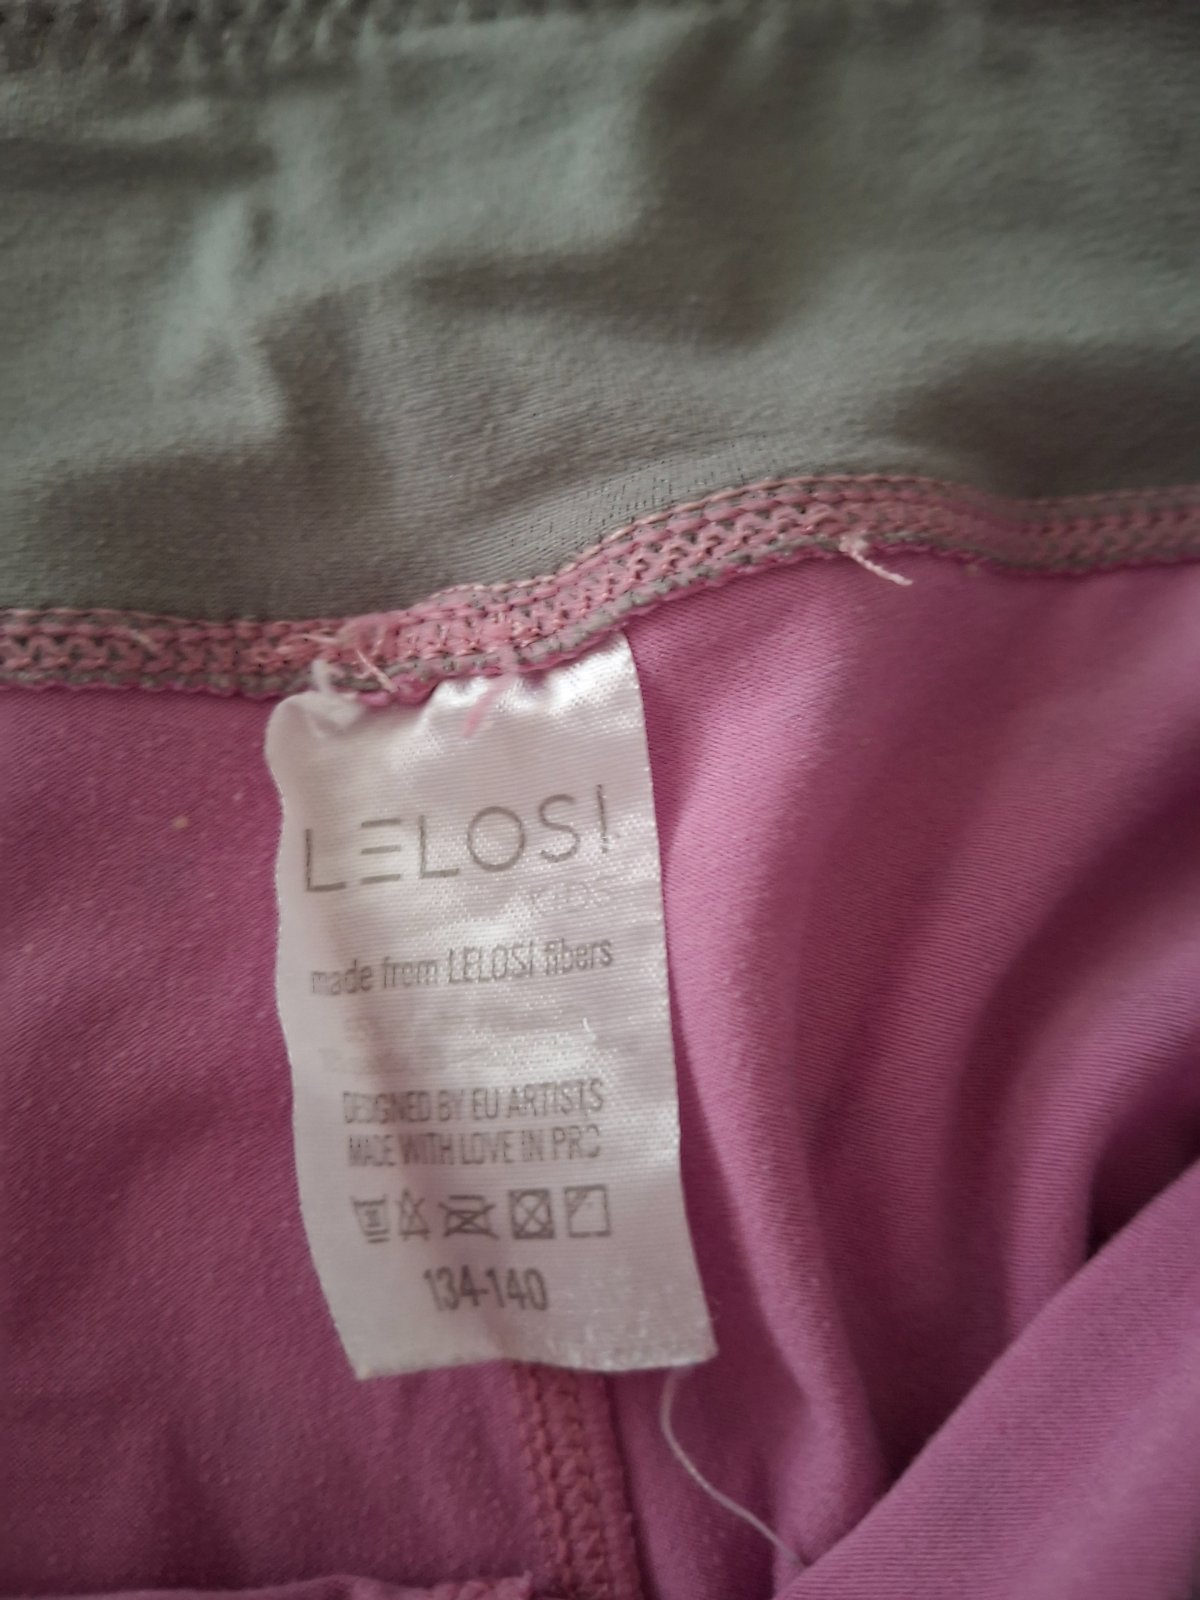 LELOSI
KIDS
made from LELOSI fibers
DESIGNED BY EU ARTISTS
MADE WITH LOVE IN PRC
134-140